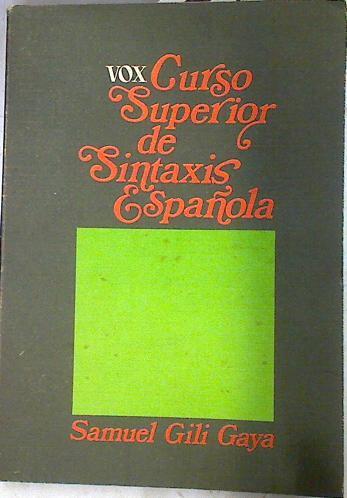 VOX Curso
Superior
de
Sintaxis
Española
Samuel Gili Gaya